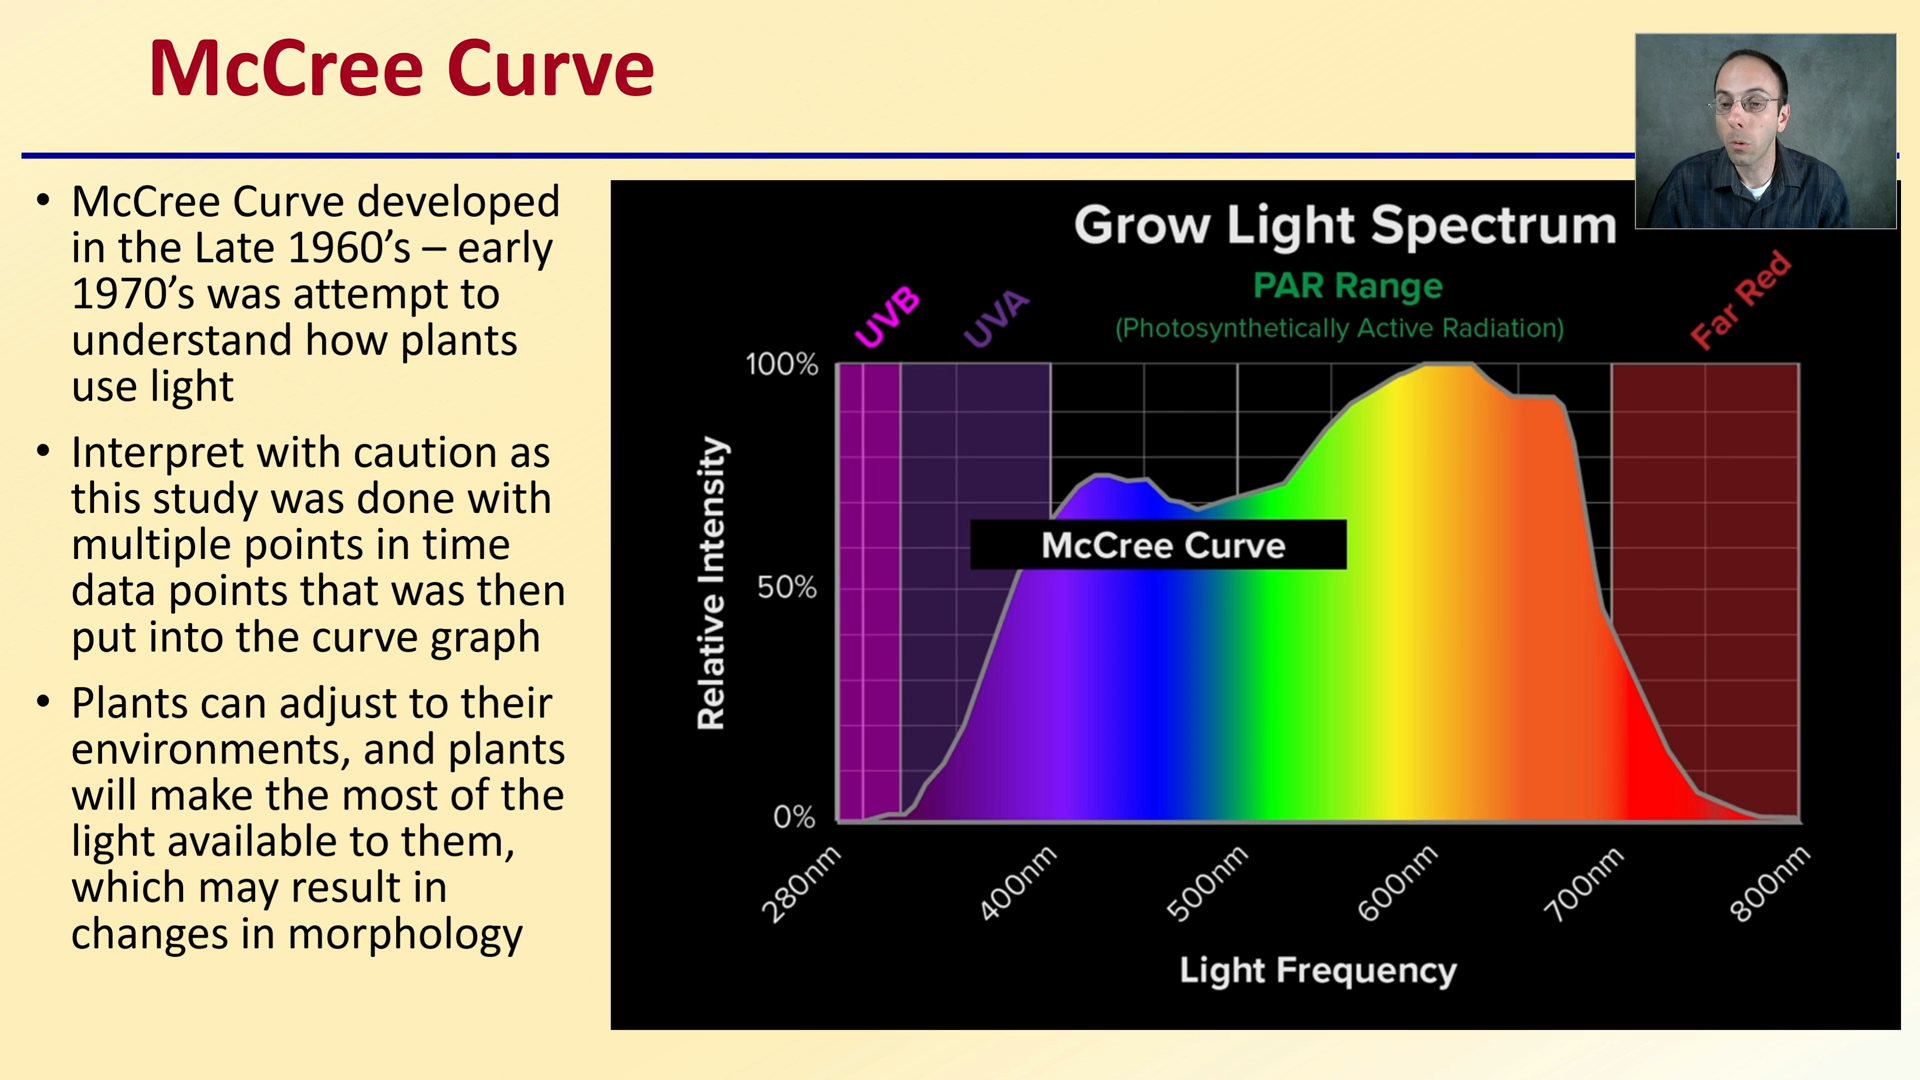 McCree Curve
• McCree Curve developed
in the Late 1960’s – early
1970’s was attempt to
understand how plants
use light
• Interpret with caution as
this study was done with
multiple points in time
data points that was then
put into the curve graph
• Plants can adjust to their
environments, and plants
will make the most of the
light available to them,
which may result in
changes in morphology
Grow Light Spectrum
PAR Range
(Photosynthetically Active Radiation)
UVB
UVA
Far Red
100%
50%
0%
Relative Intensity
McCree Curve
280nm
400nm
500nm
600nm
700nm
800nm
Light Frequency